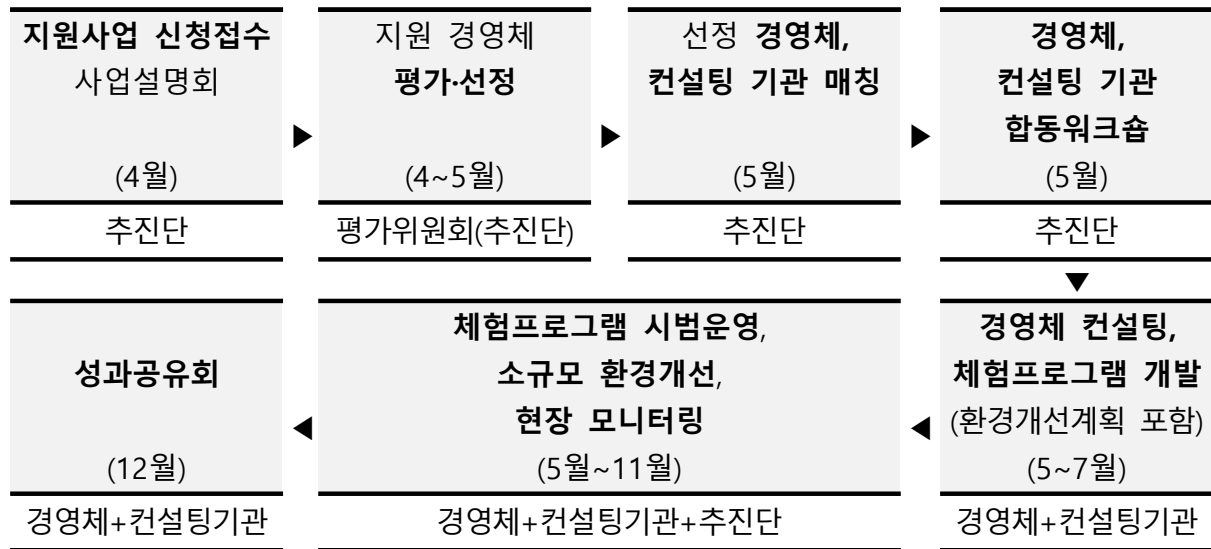 지원사업 신청접수
사업설명회
(4월)
추진단
▶
지원 경영체
평가·선정
(4~5월)
평가위원회(추진단)
▶
선정 경영체,
컨설팅 기관 매칭
(5월)
추진단
▶
경영체,
컨설팅 기관
합동워크숍
(5월)
추진단
▼
경영체 컨설팅,
체험프로그램 개발
(환경개선계획 포함)
(5~7월)
경영체+컨설팅기관
◀
체험프로그램 시범운영,
소규모 환경개선,
현장 모니터링
(5월~11월)
경영체+컨설팅기관+추진단
◀
성과공유회
(12월)
경영체+컨설팅기관